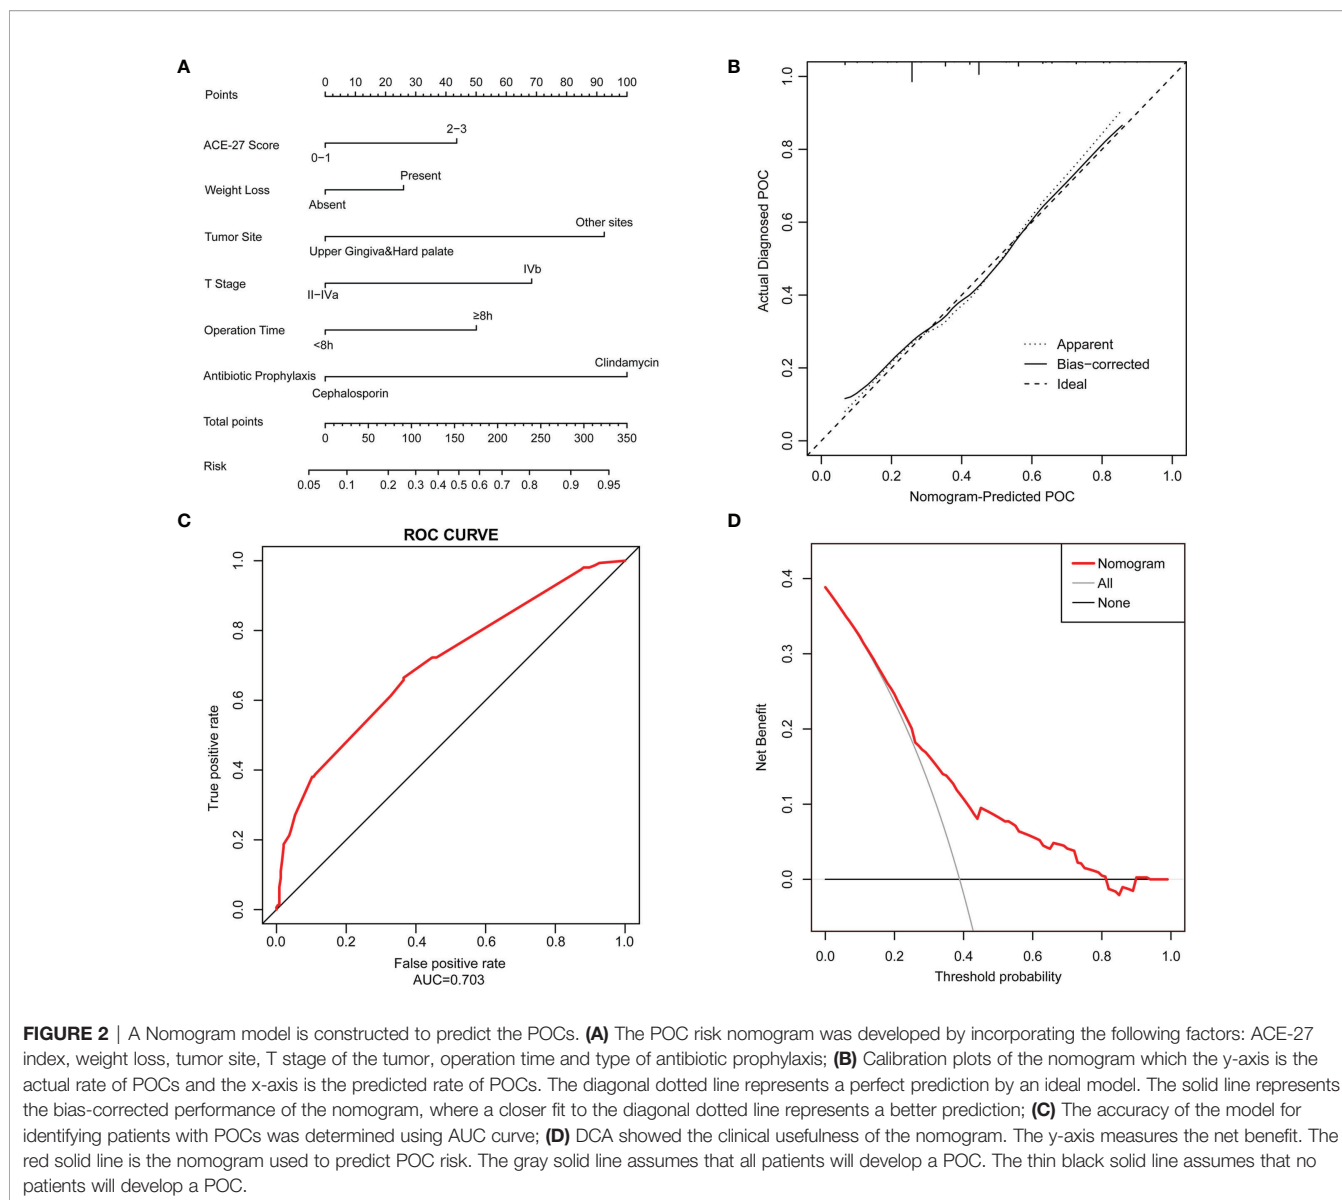 A
Points
0 10 20 30 40 50 60 70 80 90 100
ACE-27 Score
2−3
0−1
Weight Loss
Present
Absent
Tumor Site
Other sites
Upper Gingiva&Hard palate
T Stage
IVb
II−IVa
Operation Time
≥8h
<8h
Antibiotic Prophylaxis
Clindamycin
Cephalosporin
Total points
0 50 100 150 200 250 300 350
Risk
0.05 0.1 0.2 0.3 0.4 0.5 0.6 0.7 0.8 0.9 0.95
B
Actual Diagnosed POC
1.0
0.8
0.6
0.4
0.2
0.0
Apparent
Bias−corrected
Ideal
0.0 0.2 0.4 0.6 0.8 1.0
Nomogram-Predicted POC
C
ROC CURVE
True positive rate
1.0
0.8
0.6
0.4
0.2
0.0
0.0 0.2 0.4 0.6 0.8 1.0
False positive rate
AUC=0.703
D
Net Benefit
0.4
0.3
0.2
0.1
0.0
Nomogram
All
None
0.0 0.2 0.4 0.6 0.8 1.0
Threshold probability
FIGURE 2 | A Nomogram model is constructed to predict the POCs. (A) The POC risk nomogram was developed by incorporating the following factors: ACE-27
index, weight loss, tumor site, T stage of the tumor, operation time and type of antibiotic prophylaxis; (B) Calibration plots of the nomogram which the y-axis is the
actual rate of POCs and the x-axis is the predicted rate of POCs. The diagonal dotted line represents a perfect prediction by an ideal model. The solid line represents
the bias-corrected performance of the nomogram, where a closer fit to the diagonal dotted line represents a better prediction; (C) The accuracy of the model for
identifying patients with POCs was determined using AUC curve; (D) DCA showed the clinical usefulness of the nomogram. The y-axis measures the net benefit. The
red solid line is the nomogram used to predict POC risk. The gray solid line assumes that all patients will develop a POC. The thin black solid line assumes that no
patients will develop a POC.